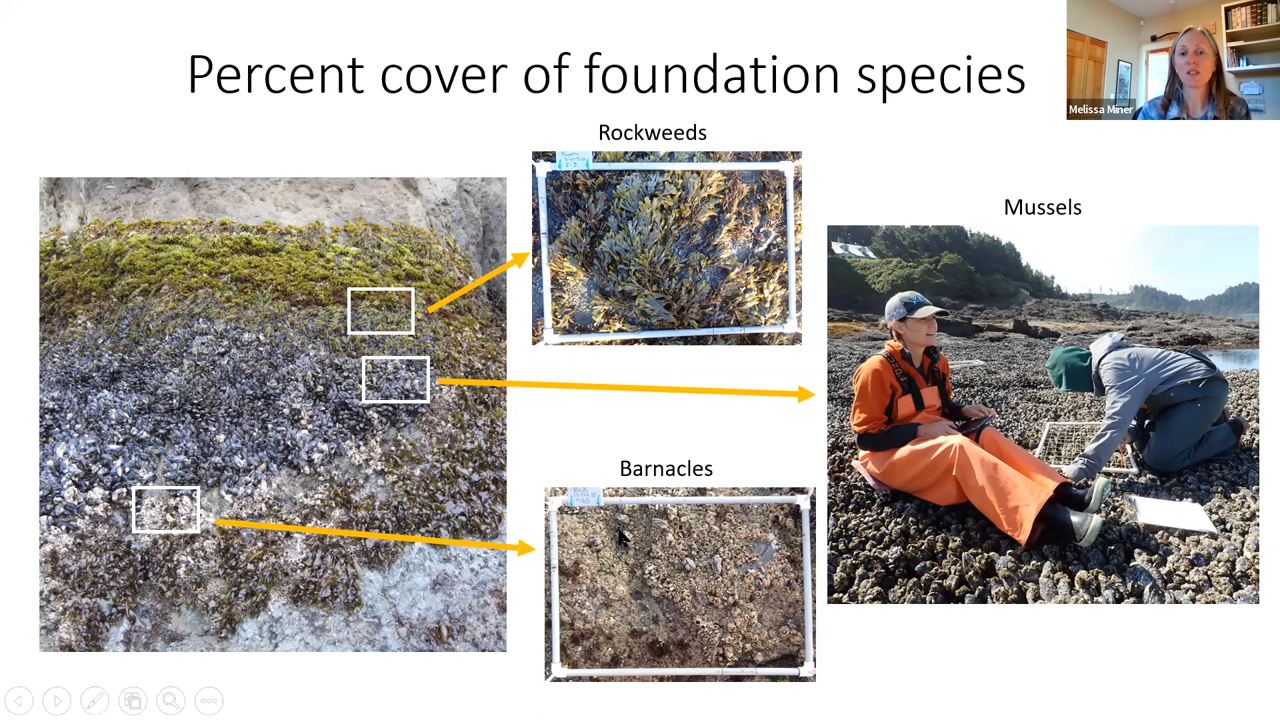 Percent cover of foundation species
Melissa Miner
Rockweeds
Mussels
Barnacles